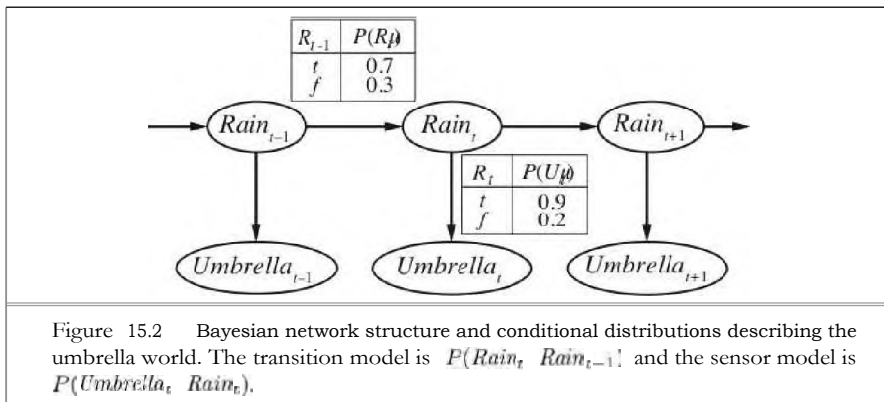 R_{t-1} P(R_t)
t 0.7
f 0.3
Rain_{t-1} Rain_t Rain_{t+1}
R_t P(U_t)
t 0.9
f 0.2
Umbrella_{t-1} Umbrella_t Umbrella_{t+1}
Figure 15.2 Bayesian network structure and conditional distributions describing the
umbrella world. The transition model is P(Rain_t Rain_{t-1}) and the sensor model is
P(Umbrella_t Rain_t).